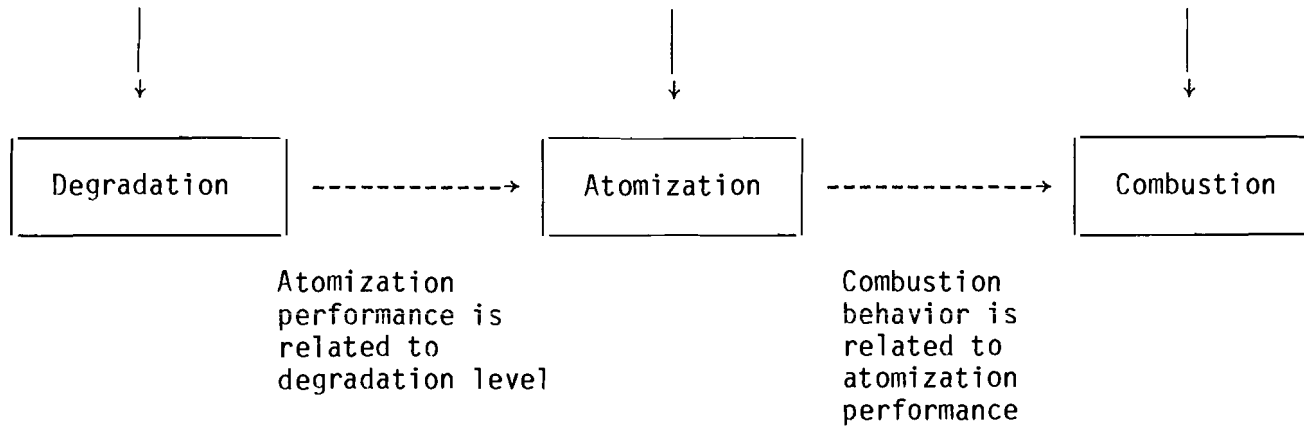 Degradation
Atomization
Combustion
Atomization
performance is
related to
degradation level
Combustion
behavior is
related to
atomization
performance